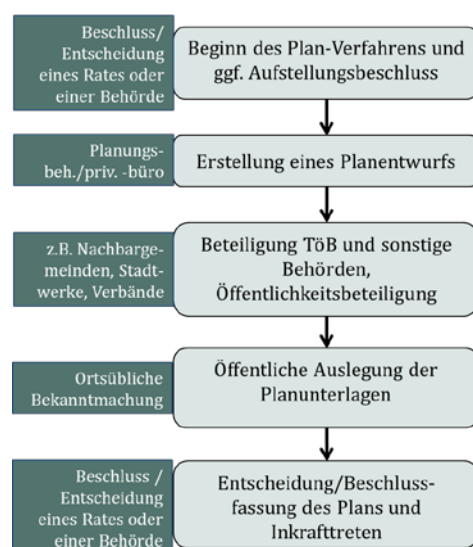 Beschluss/
Entscheidung
eines Rates oder
einer Behörde
Beginn des Plan-Verfahrens und
ggf. Aufstellungsbeschluss
Planungs-
beh./priv. -büro
Erstellung eines Planentwurfs
z.B. Nachbarge-
meinden, Stadt-
werke, Verbände
Beteiligung TöB und sonstige
Behörden,
Öffentlichkeitsbeteiligung
Ortsübliche
Bekanntmachung
Öffentliche Auslegung der
Planunterlagen
Beschluss /
Entscheidung
eines Rates oder
einer Behörde
Entscheidung/Beschluss-
fassung des Plans und
Inkrafttreten